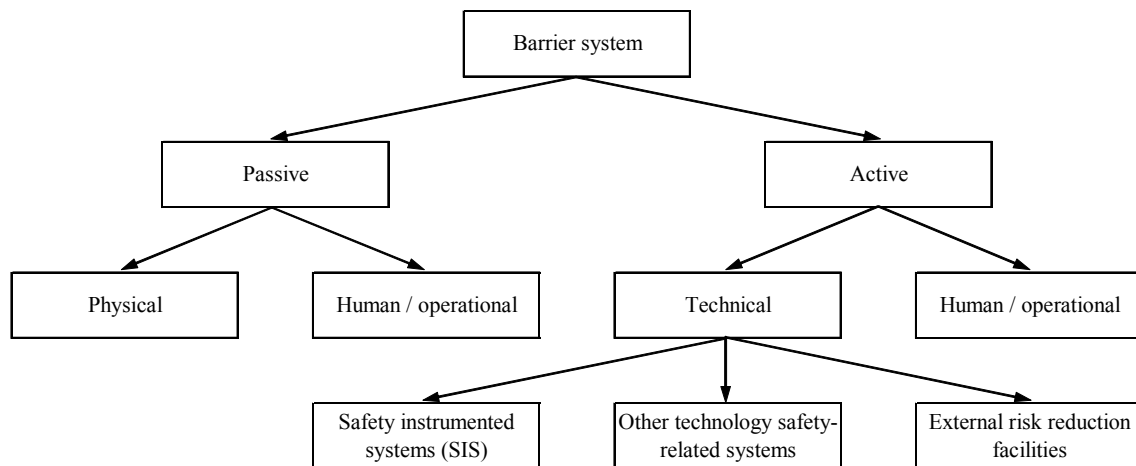 Barrier system
Passive
Active
Physical
Human / operational
Technical
Human / operational
Safety instrumented
systems (SIS)
Other technology safety-
related systems
External risk reduction
facilities